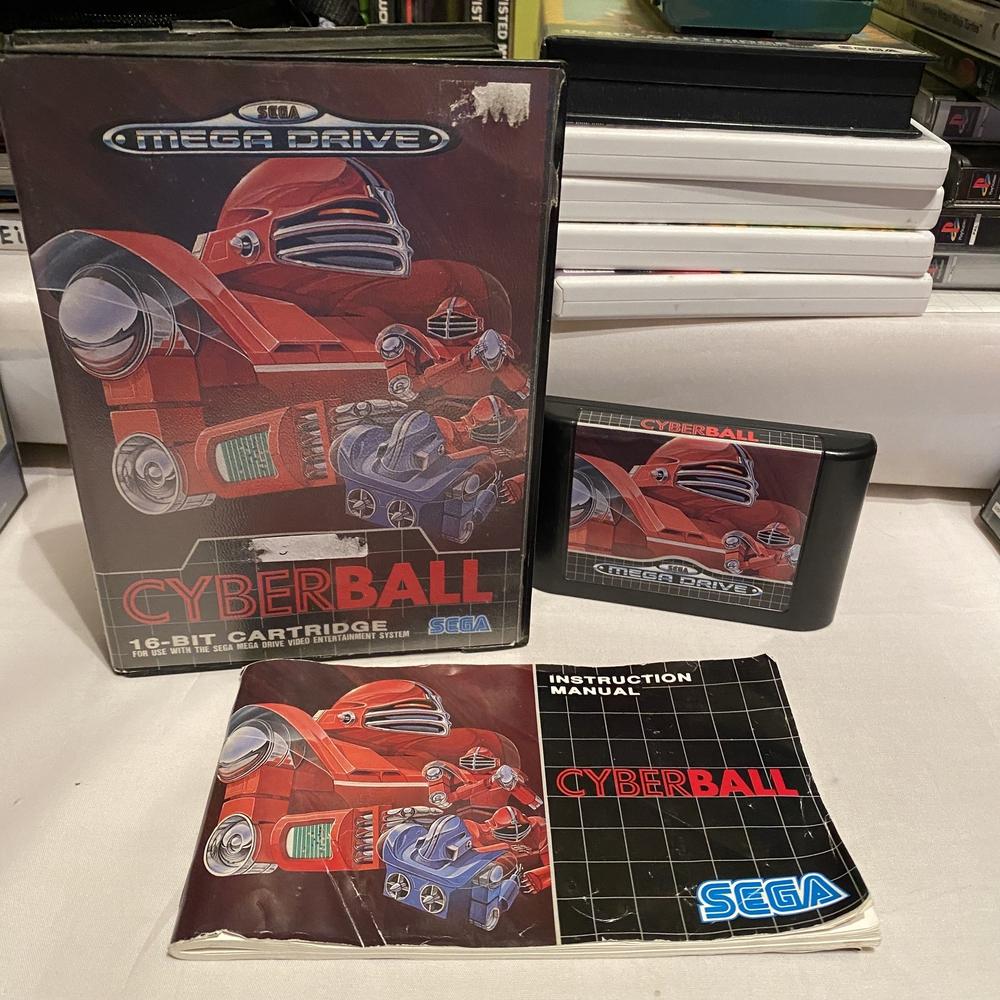 SEGA
MEGA DRIVE
CYBERBALL
16-BIT CARTRIDGE
FOR USE WITH THE SEGA MEGA DRIVE VIDEO ENTERTAINMENT SYSTEM
SEGA
SEGA
CYBERBALL
SEGA
MEGA DRIVE
INSTRUCTION
MANUAL
CYBERBALL
SEGA